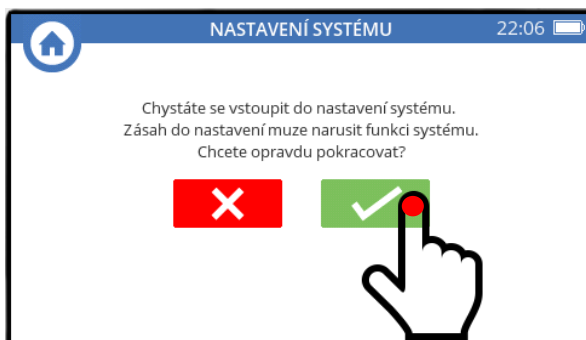 NASTAVENÍ SYSTÉMU 22:06
Chystáte se vstoupit do nastavení systému.
Zásah do nastavení muze narusit funkci systému.
Chcete opravdu pokracovat?